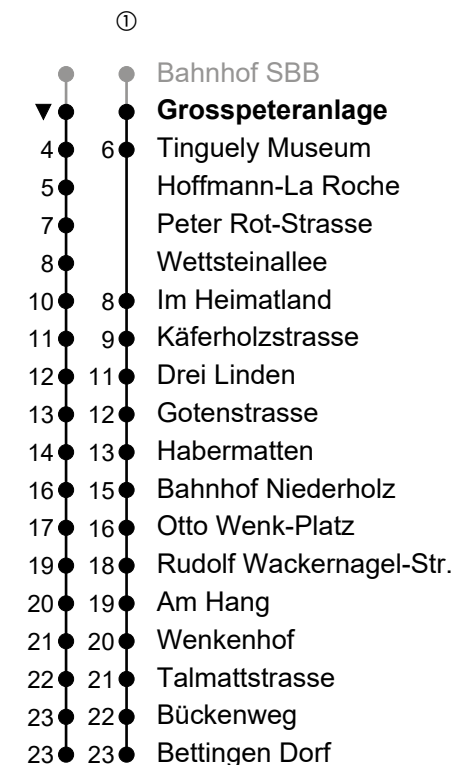 ①
Bahnhof SBB
▼ Grosspeteranlage
4 6 Tinguely Museum
5 Hoffmann-La Roche
7 Peter Rot-Strasse
8 Wettsteinallee
10 8 Im Heimatland
11 9 Käferholzstrasse
12 11 Drei Linden
13 12 Gotenstrasse
14 13 Habermatten
16 15 Bahnhof Niederholz
17 16 Otto Wenk-Platz
19 18 Rudolf Wackernagel-Str.
20 19 Am Hang
21 20 Wenkenhof
22 21 Talmattstrasse
23 22 Bückenweg
23 23 Bettingen Dorf